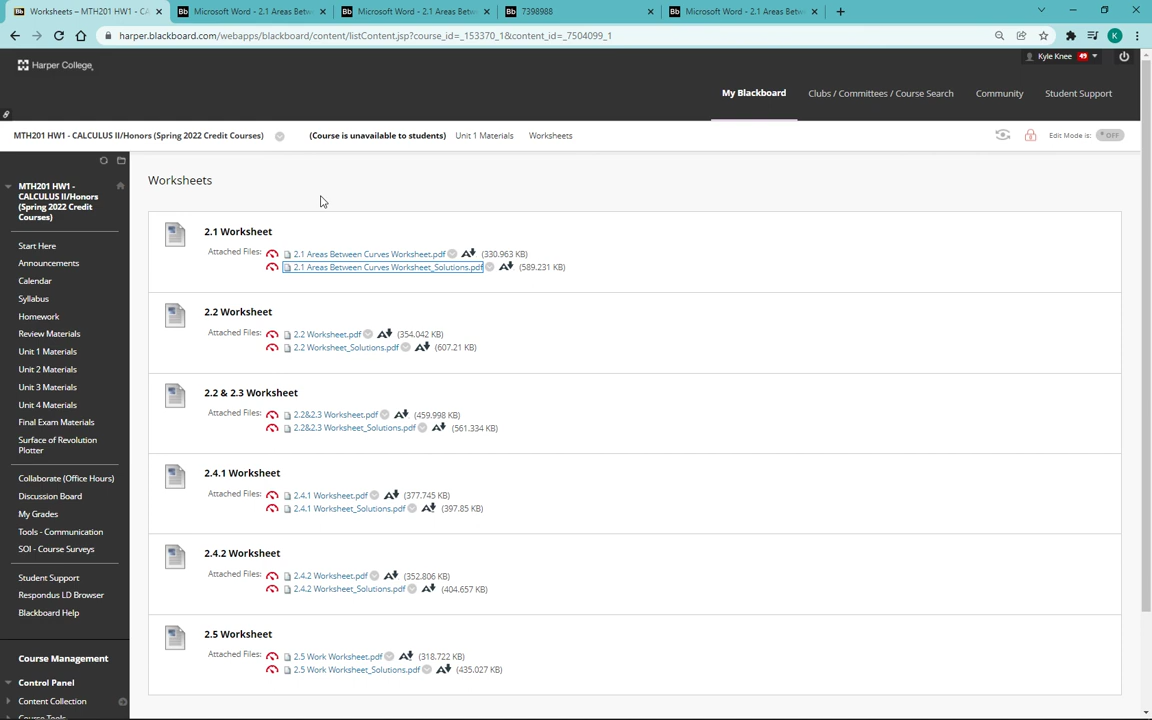 Worksheets – MTH201 HW1 - CA
Microsoft Word - 2.1 Areas Betw
Microsoft Word - 2.1 Areas Betw
7398988
Microsoft Word - 2.1 Areas Betw
harper.blackboard.com/webapps/blackboard/content/listContent.jsp?course_id=_153370_1&content_id=_7504099_1
K
Harper College
Kyle Knee 49
My Blackboard Clubs / Committees / Course Search Community Student Support
MTH201 HW1 - CALCULUS II/Honors (Spring 2022 Credit Courses) (Course is unavailable to students) Unit 1 Materials Worksheets Edit Mode is: OFF
MTH201 HW1 -
CALCULUS II/Honors
(Spring 2022 Credit
Courses)
Start Here
Announcements
Calendar
Syllabus
Homework
Review Materials
Unit 1 Materials
Unit 2 Materials
Unit 3 Materials
Unit 4 Materials
Final Exam Materials
Surface of Revolution
Plotter
Collaborate (Office Hours)
Discussion Board
My Grades
Tools - Communication
SOI - Course Surveys
Student Support
Respondus LD Browser
Blackboard Help
Course Management
Control Panel
Content Collection
Course Tools
Worksheets
2.1 Worksheet
Attached Files: 2.1 Areas Between Curves Worksheet.pdf (330.963 KB)
2.1 Areas Between Curves Worksheet_Solutions.pdf (589.231 KB)
2.2 Worksheet
Attached Files: 2.2 Worksheet.pdf (354.042 KB)
2.2 Worksheet_Solutions.pdf (607.21 KB)
2.2 & 2.3 Worksheet
Attached Files: 2.2&2.3 Worksheet.pdf (459.998 KB)
2.2&2.3 Worksheet_Solutions.pdf (561.334 KB)
2.4.1 Worksheet
Attached Files: 2.4.1 Worksheet.pdf (377.745 KB)
2.4.1 Worksheet_Solutions.pdf (397.85 KB)
2.4.2 Worksheet
Attached Files: 2.4.2 Worksheet.pdf (352.806 KB)
2.4.2 Worksheet_Solutions.pdf (404.657 KB)
2.5 Worksheet
Attached Files: 2.5 Work Worksheet.pdf (318.722 KB)
2.5 Work Worksheet_Solutions.pdf (435.027 KB)